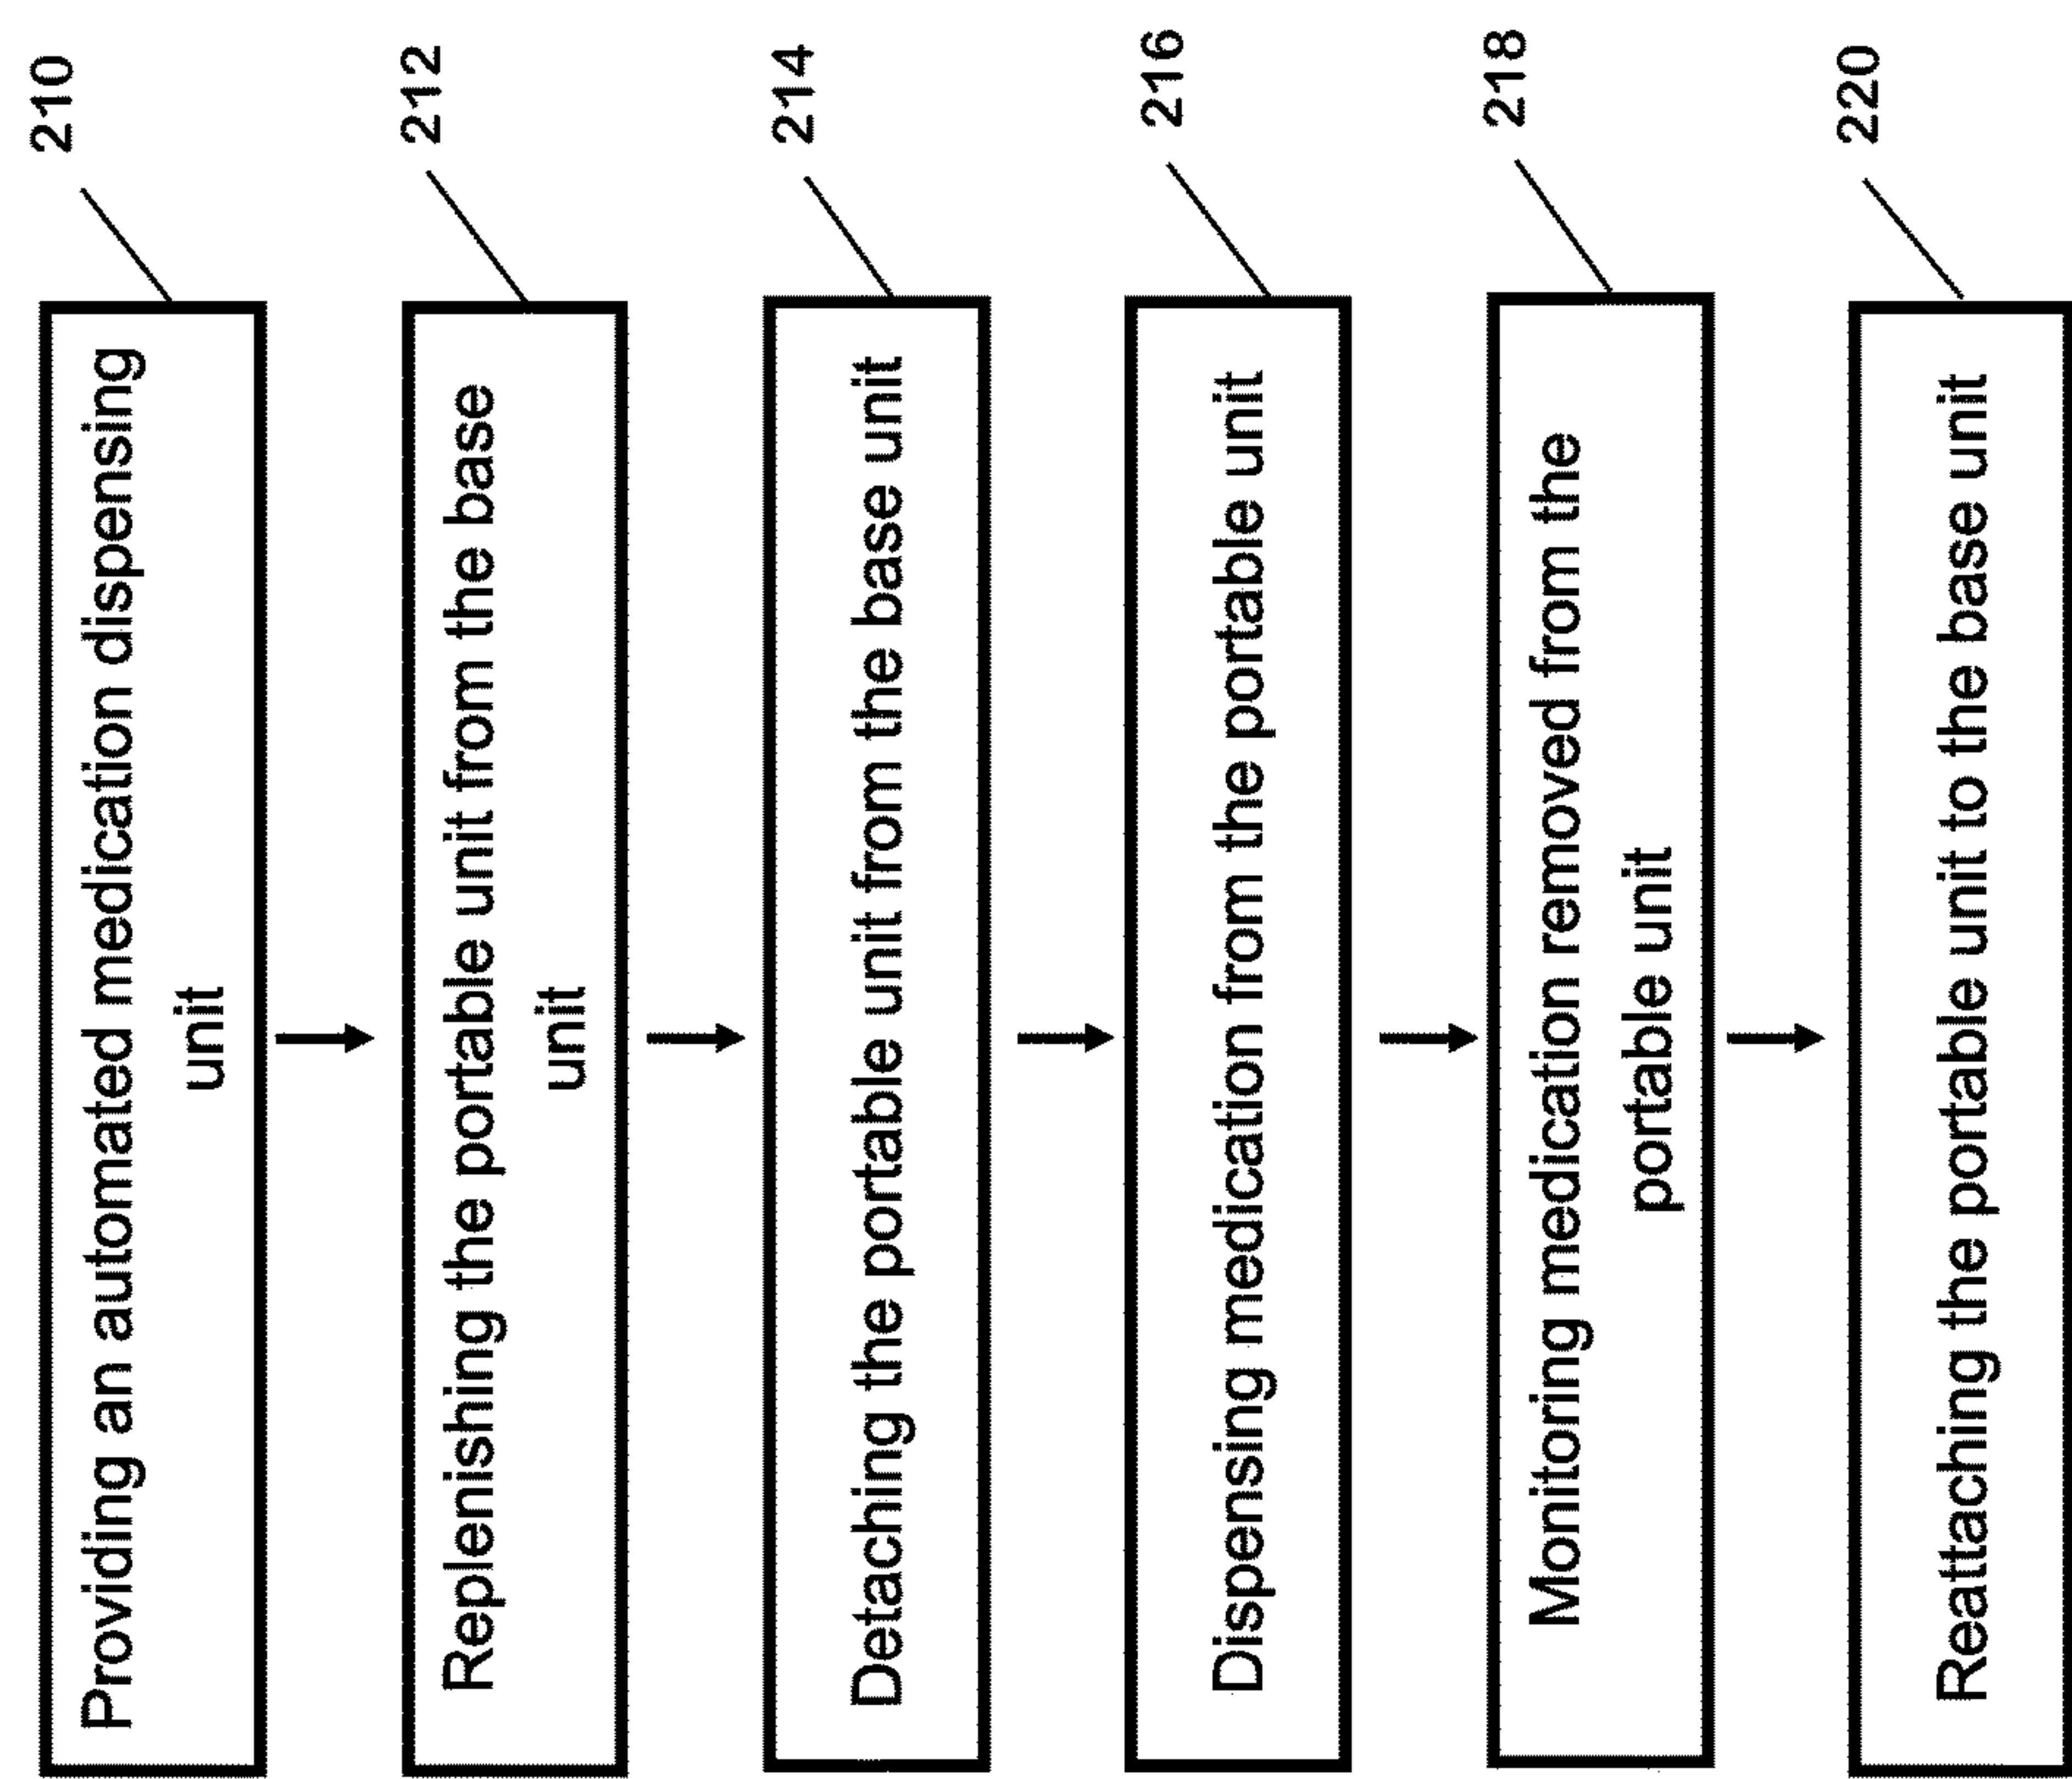 210
Providing an automated medication dispensing
unit
212
Replenishing the portable unit from the base
unit
214
Detaching the portable unit from the base unit
216
Dispensing medication from the portable unit
218
Monitoring medication removed from the
portable unit
220
Reattaching the portable unit to the base unit